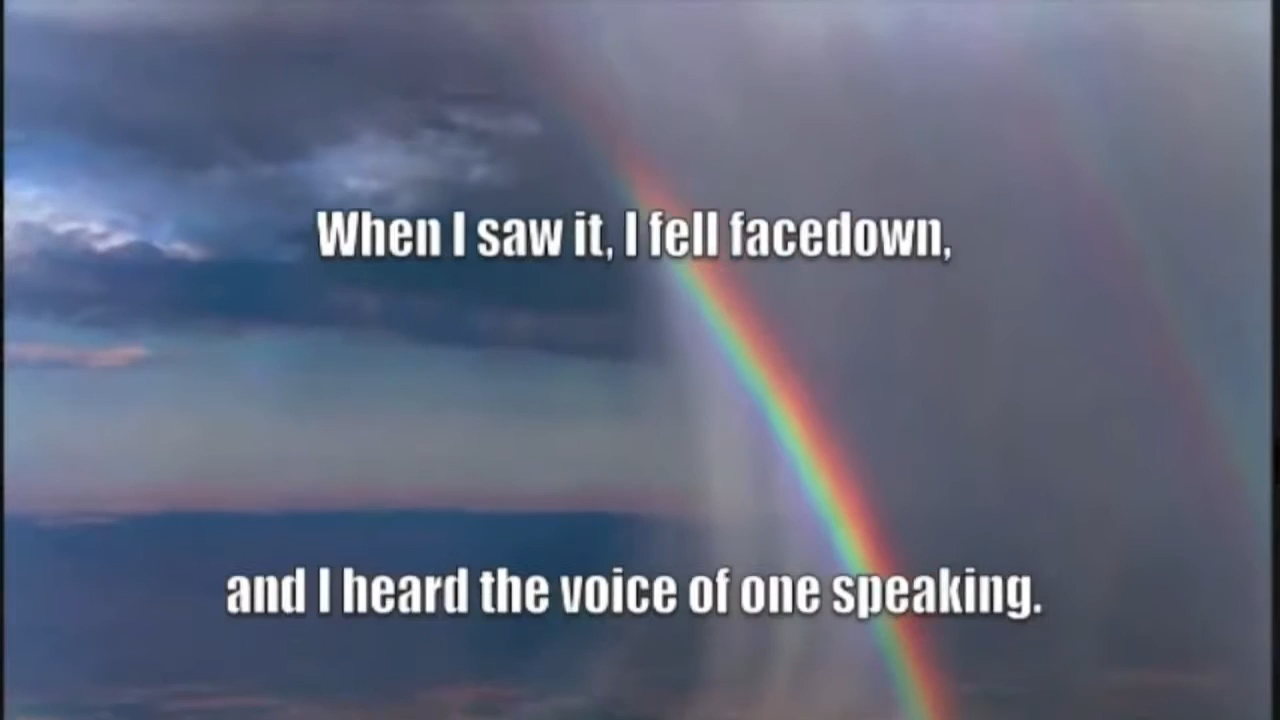 When I saw it, I fell facedown,
and I heard the voice of one speaking.